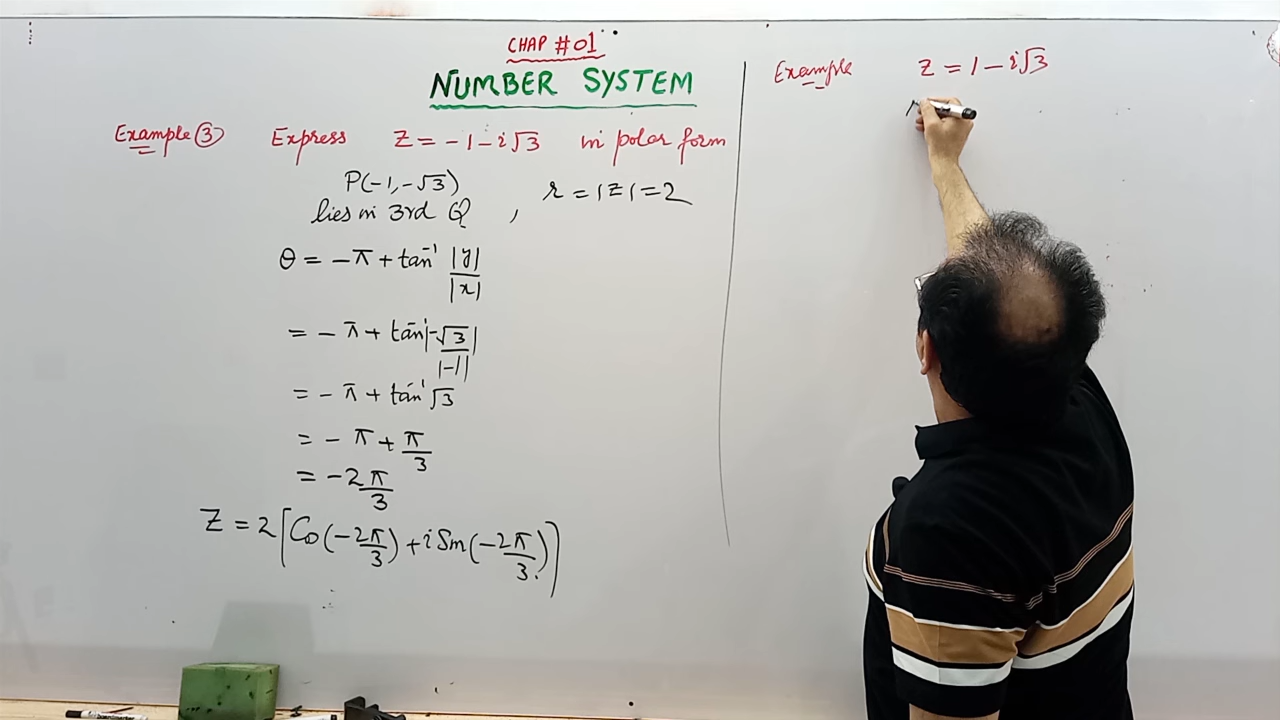 CHAP #01
NUMBER SYSTEM
Example ③ Express Z = -1 - i√3 in polar form
P(-1, -√3)
lies in 3rd Q , r = |Z| = 2
θ = -π + tan⁻¹ |y|/|x|
= -π + tan⁻¹ |-√3|/|-1|
= -π + tan⁻¹ √3
= -π + π/3
= -2π/3
Z = 2[Cos(-2π/3) + i Sin(-2π/3)]
Example Z = 1 - i√3